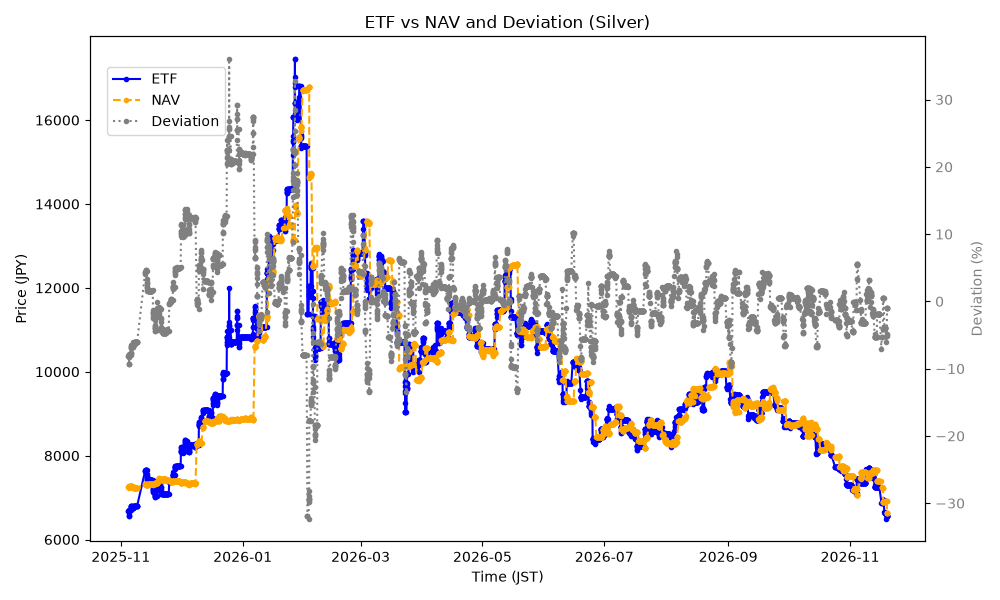 ETF vs NAV and Deviation (Silver)
ETF
NAV
Deviation
16000
14000
12000
10000
8000
6000
Price (JPY)
30
20
10
0
−10
−20
−30
Deviation (%)
2025-11
2026-01
2026-03
2026-05
2026-07
2026-09
2026-11
Time (JST)